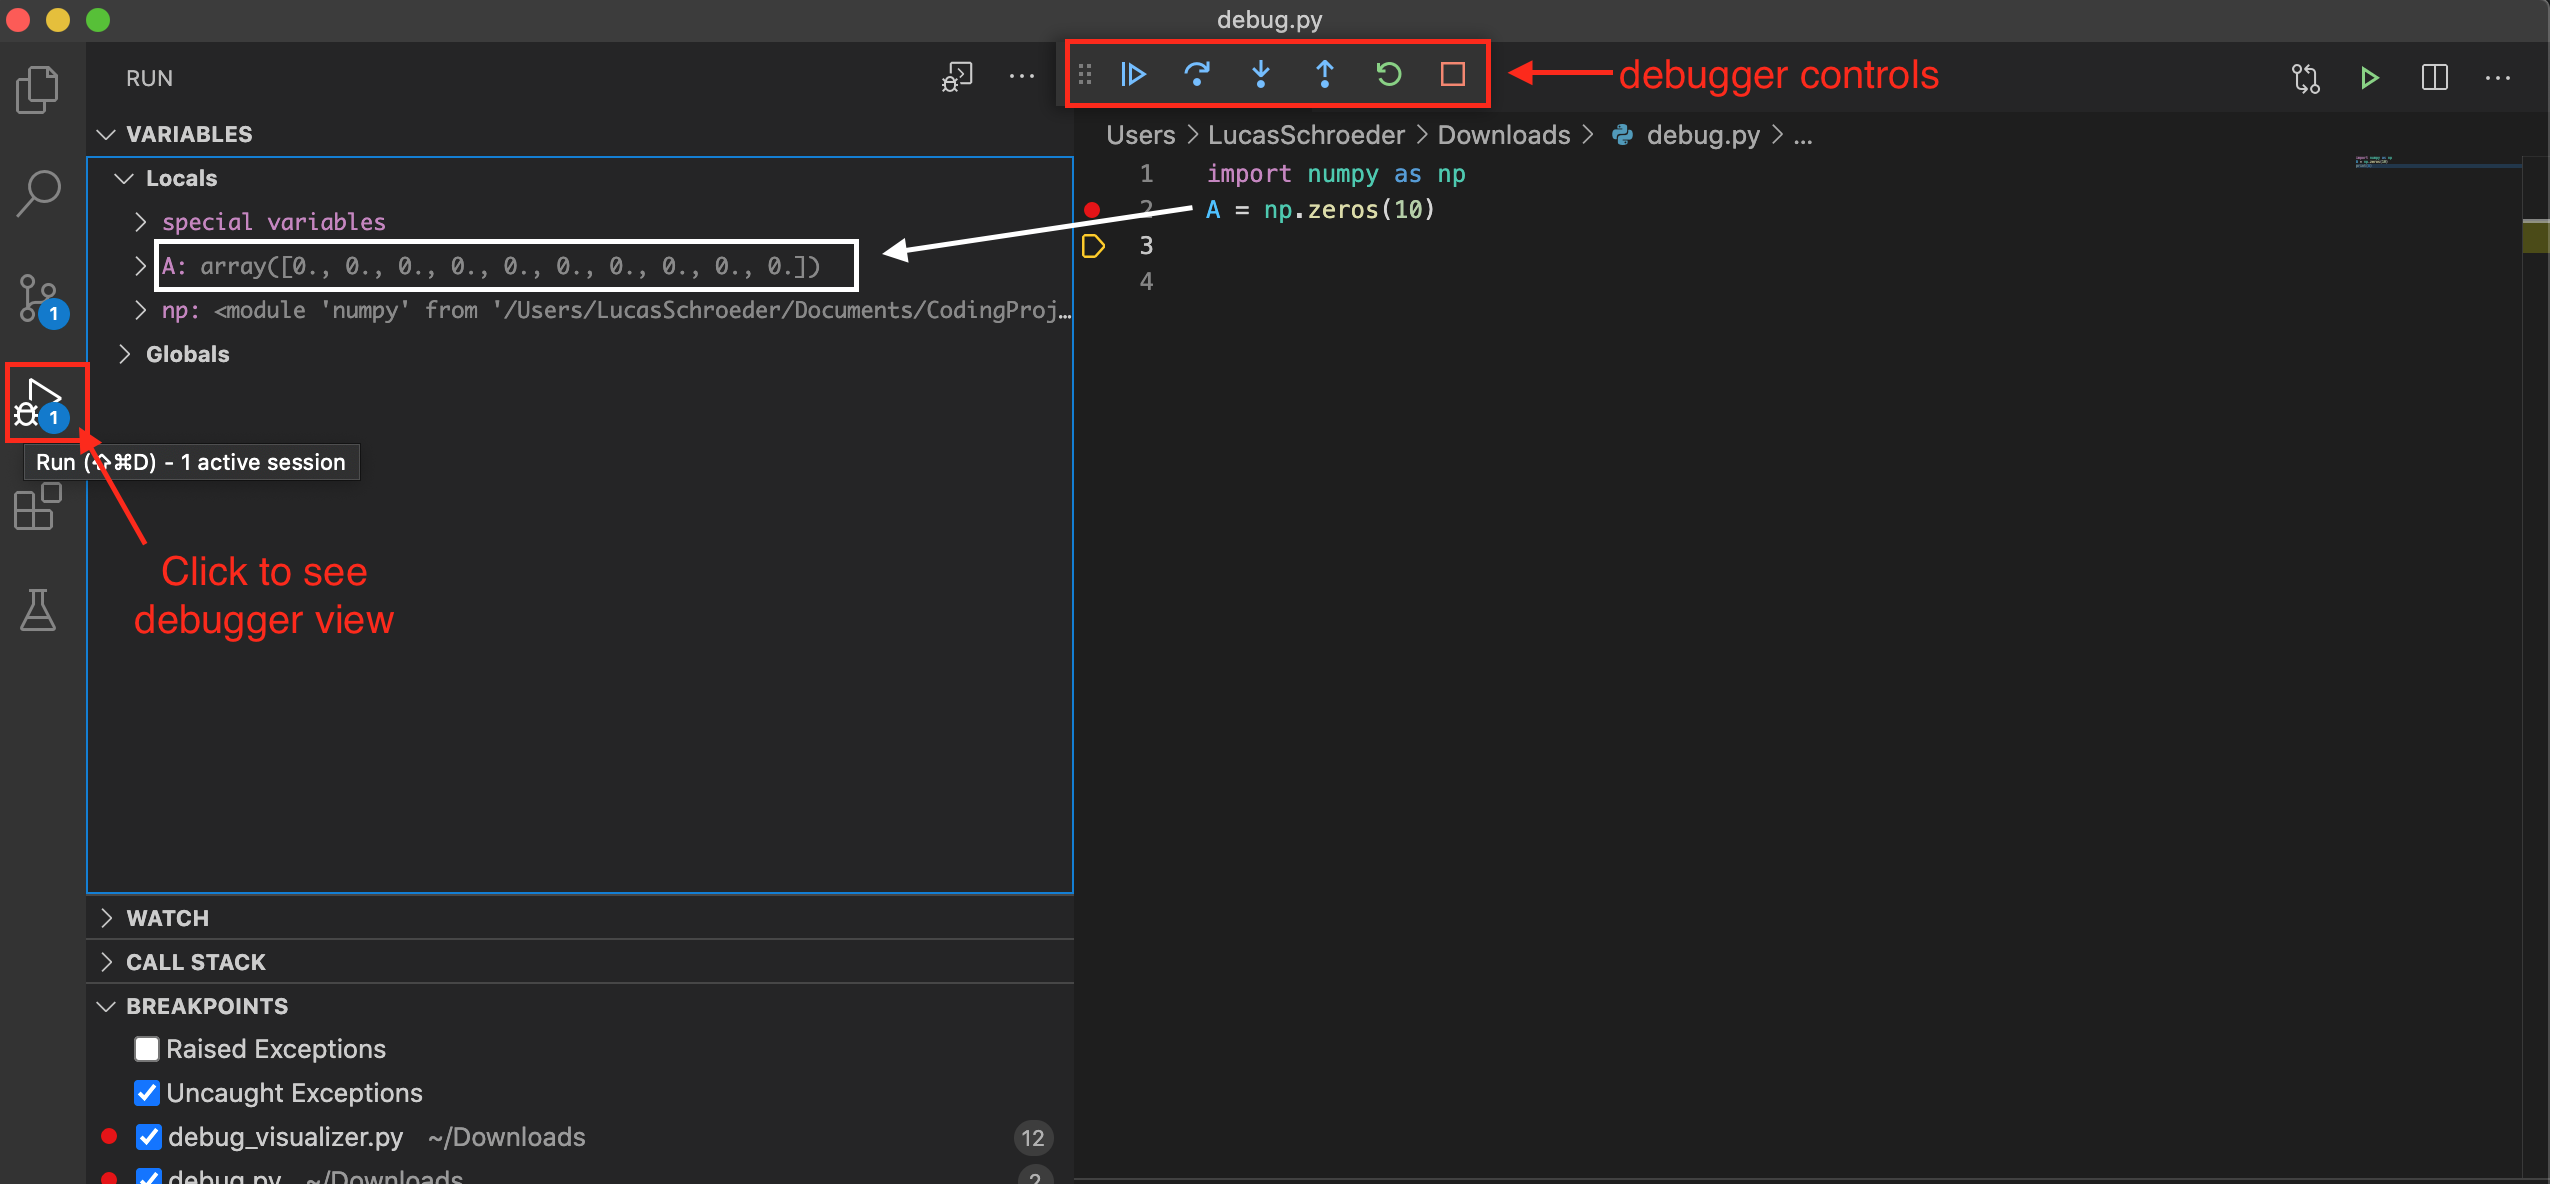 debug.py
RUN
debugger controls
VARIABLES
Locals
special variables
A: array([0., 0., 0., 0., 0., 0., 0., 0., 0., 0.])
np: <module 'numpy' from '/Users/LucasSchroeder/Documents/CodingProj…
Globals
1
1
Run (⇧⌘D) - 1 active session
Click to see
debugger view
WATCH
CALL STACK
BREAKPOINTS
Raised Exceptions
Uncaught Exceptions
debug_visualizer.py ~/Downloads 12
debug.py ~/Downloads 2
Users > LucasSchroeder > Downloads > debug.py > ...
1 import numpy as np
2 A = np.zeros(10)
3
4